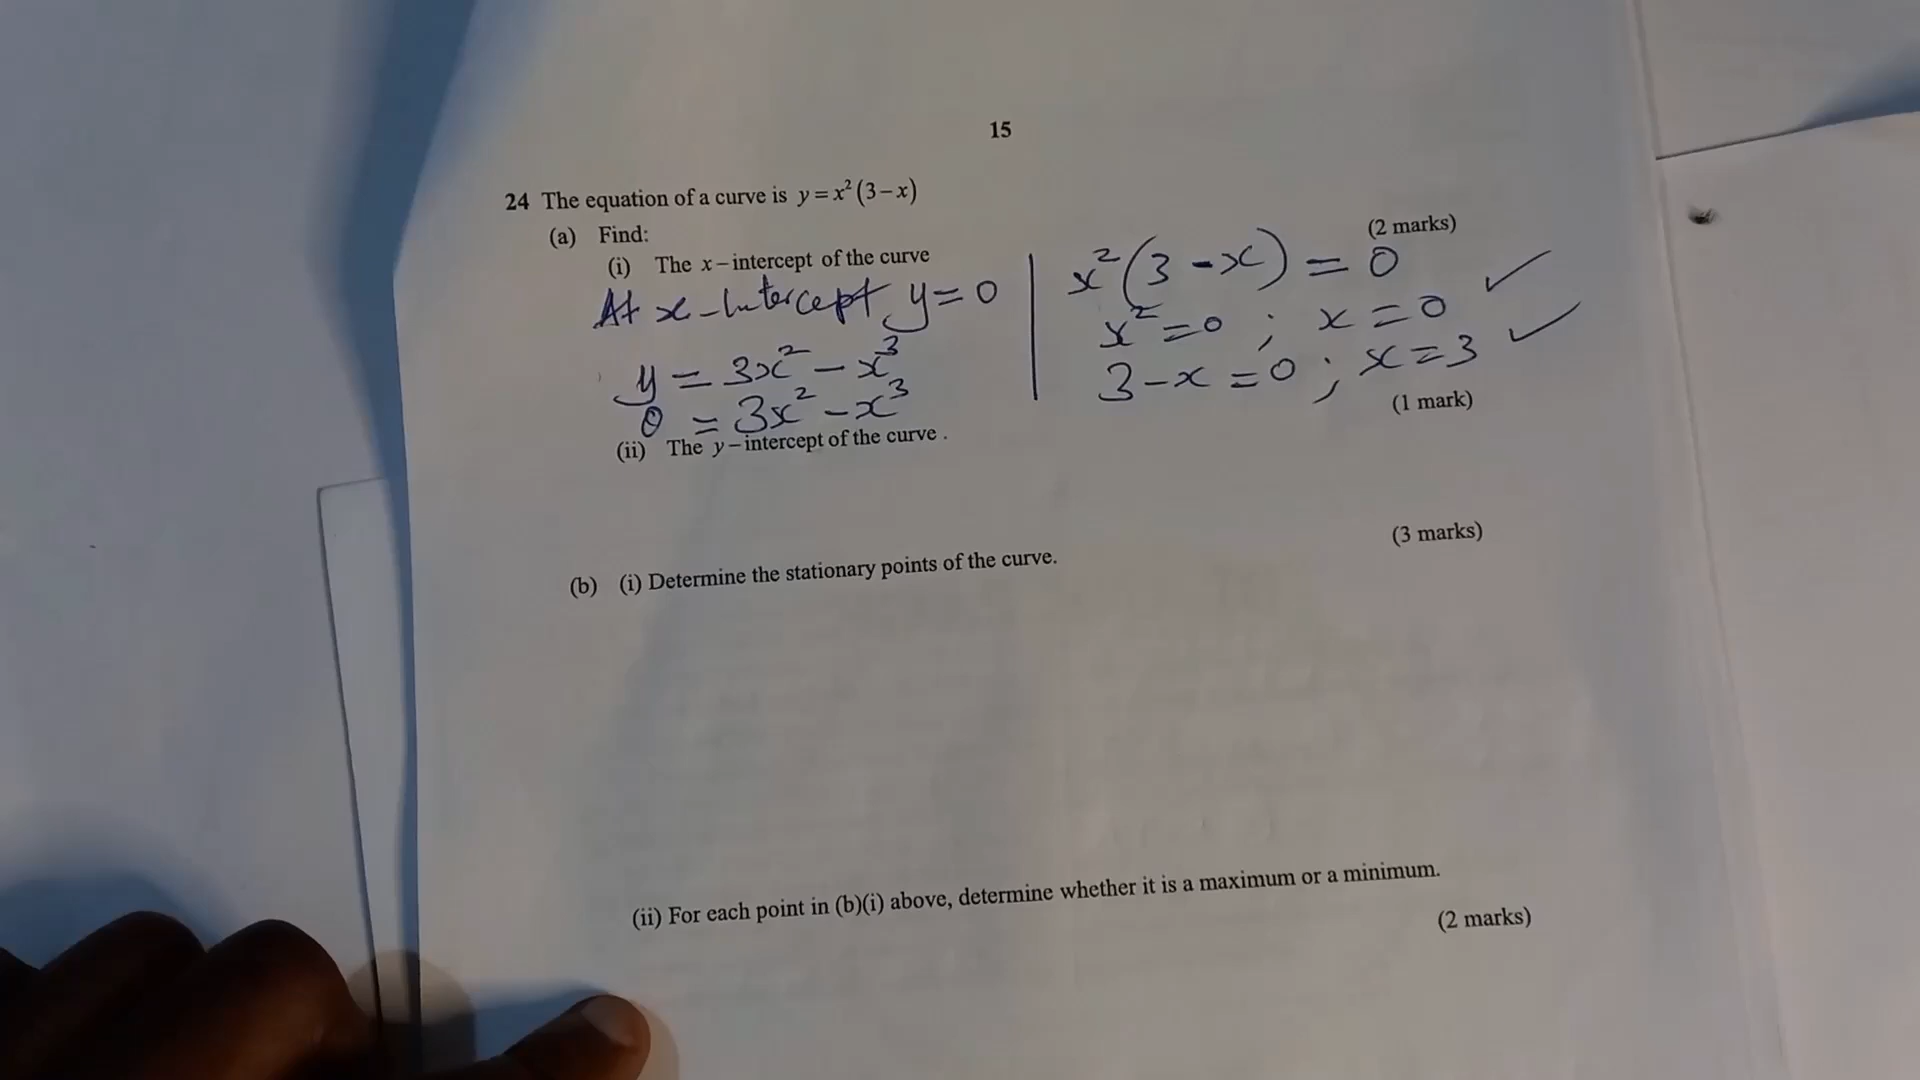 15
24 The equation of a curve is y = x² (3 – x)
(a) Find:
(2 marks)
(i) The x – intercept of the curve
At x – Intercept y = 0
y = 3x² – x³
0 = 3x² – x³
x² (3 – x) = 0
x² = 0 ; x = 0 ✓
3 – x = 0 ; x = 3 ✓
(1 mark)
(ii) The y – intercept of the curve .
(3 marks)
(b) (i) Determine the stationary points of the curve.
(ii) For each point in (b)(i) above, determine whether it is a maximum or a minimum.
(2 marks)